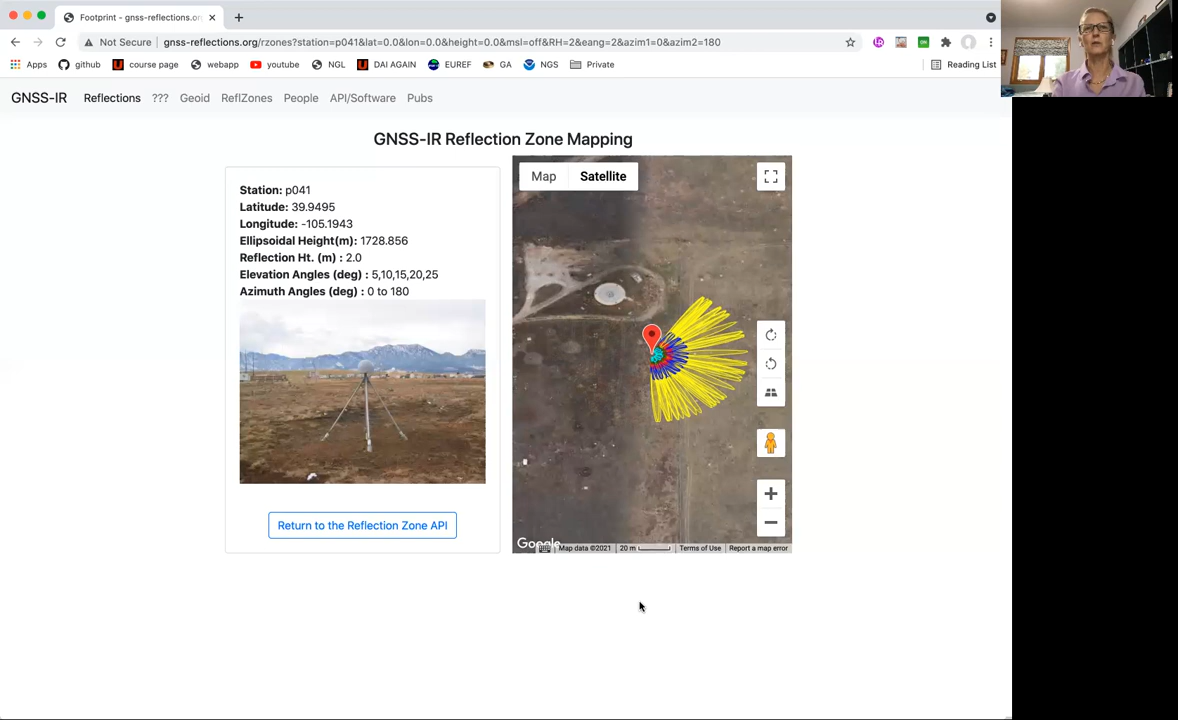 Footprint - gnss-reflections.or
Not Secure
gnss-reflections.org/rzones?station=p041&lat=0.0&lon=0.0&height=0.0&msl=off&RH=2&eang=2&azim1=0&azim2=180
Apps github course page webapp youtube NGL DAI AGAIN EUREF GA NGS Private Reading List
GNSS-IR Reflections ??? Geoid ReflZones People API/Software Pubs
GNSS-IR Reflection Zone Mapping
Station: p041
Latitude: 39.9495
Longitude: -105.1943
Ellipsoidal Height(m): 1728.856
Reflection Ht. (m) : 2.0
Elevation Angles (deg) : 5,10,15,20,25
Azimuth Angles (deg) : 0 to 180
Return to the Reflection Zone API
Map Satellite
Google
Map data ©2021 20 m Terms of Use Report a map error